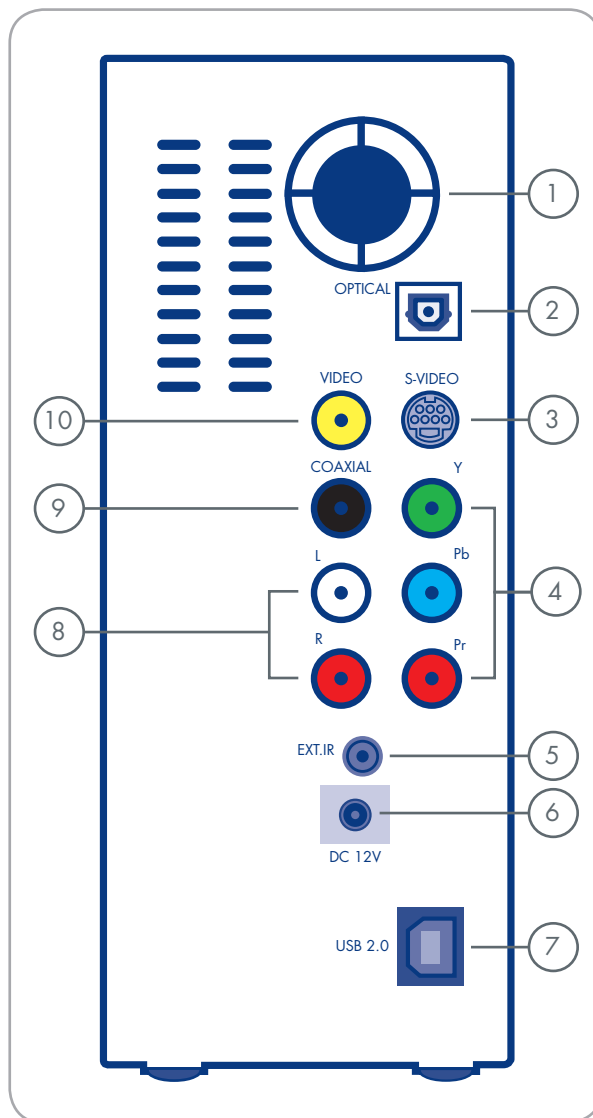 1
OPTICAL
2
VIDEO S-VIDEO
10 3
COAXIAL Y
9
L Pb
4
8
R Pr
EXT.IR 5
6
DC 12V
USB 2.0 7